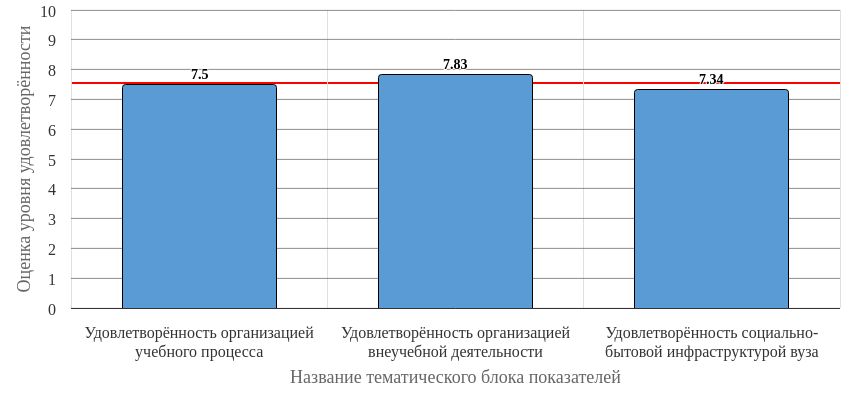 Оценка уровня удовлетворённости
10
9
8
7
6
5
4
3
2
1
0
7.5
7.83
7.34
Удовлетворённость организацией
учебного процесса
Удовлетворённость организацией
внеучебной деятельности
Удовлетворённость социально-
бытовой инфраструктурой вуза
Название тематического блока показателей